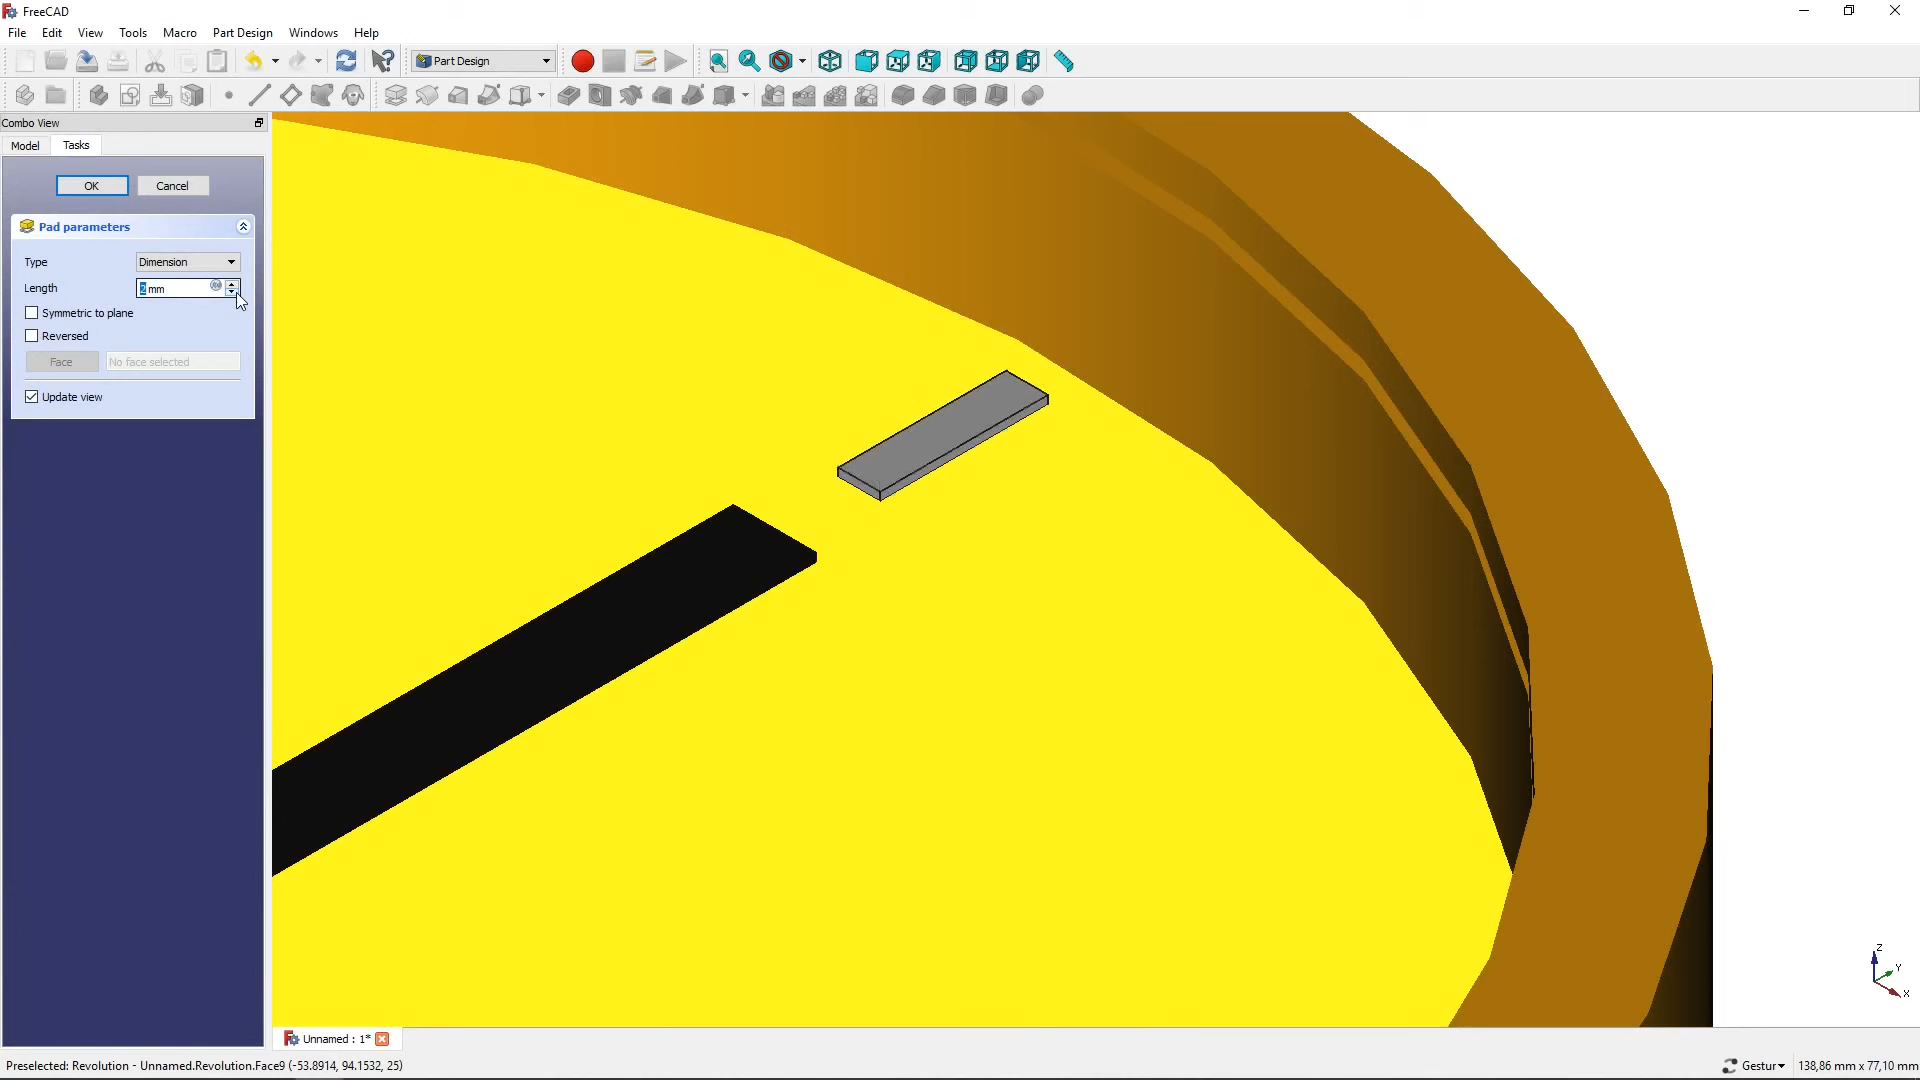 FreeCAD
File Edit View Tools Macro Part Design Windows Help
Part Design
Combo View
Model Tasks
OK Cancel
Pad parameters
Type Dimension
Length 2 mm
Symmetric to plane
Reversed
Face No face selected
Update view
Z
Y
X
Unnamed : 1*
Preselected: Revolution - Unnamed.Revolution.Face9 (-53.8914, 94.1532, 25) Gestur 138,86 mm x 77,10 mm